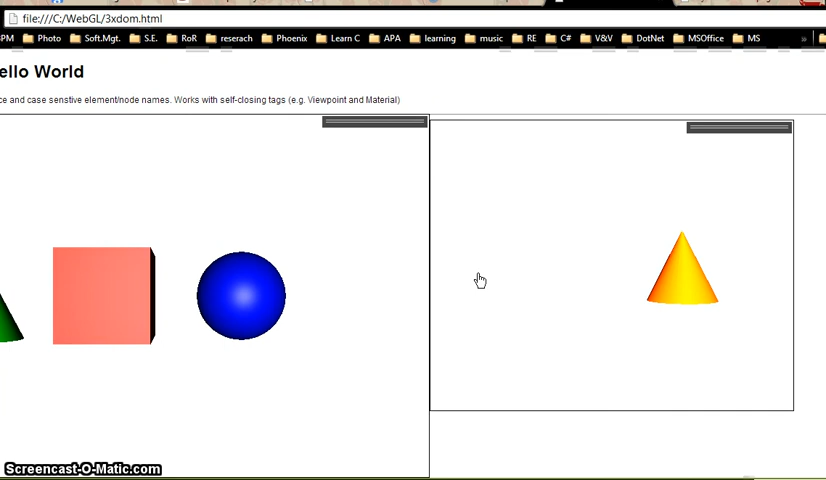 file:///C:/WebGL/3xdom.html
PM Photo Soft.Mgt. S.E. RoR reserach Phoenix Learn C APA learning music RE C# V&V DotNet MSOffice MS »
ello World
ce and case senstive element/node names. Works with self-closing tags (e.g. Viewpoint and Material)
Screencast-O-Matic.com